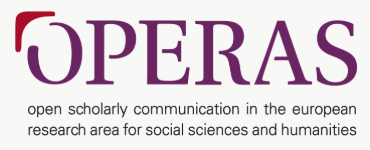 OPERAS
open scholarly communication in the european
research area for social sciences and humanities